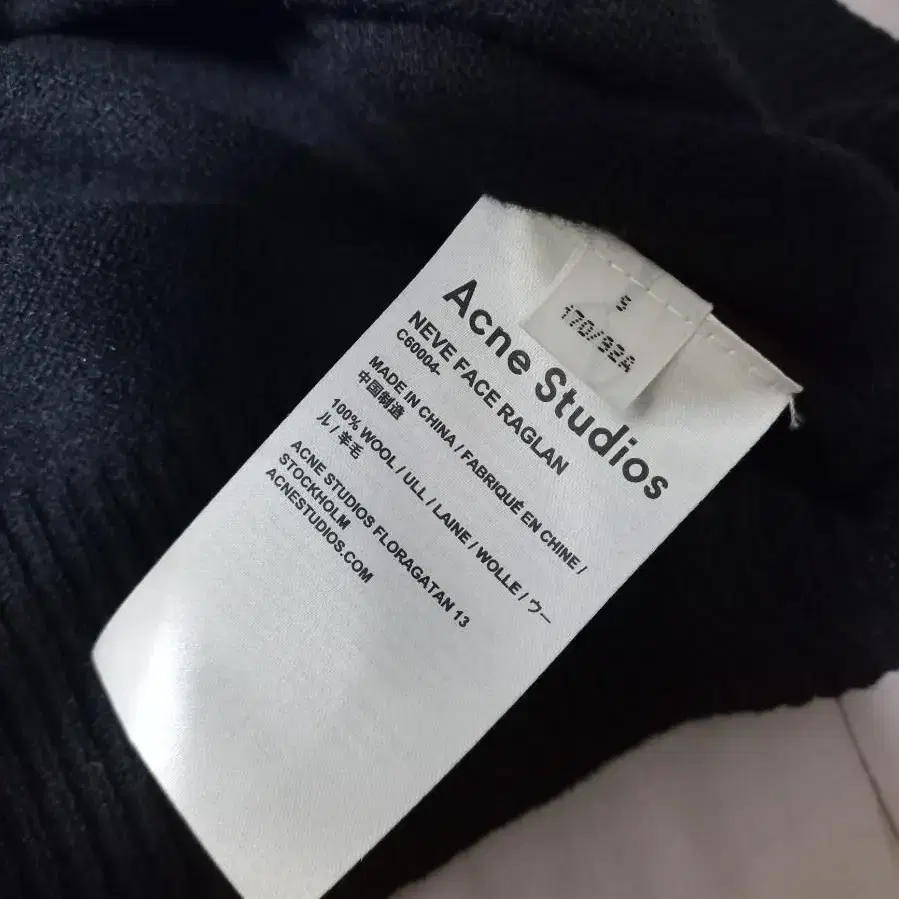 S
170/92A
Acne Studios
NEVE FACE RAGLAN
C60004-
MADE IN CHINA / FABRIQUÉ EN CHINE /
中国制造
100% WOOL / ULL / LAINE / WOLLE / ウー
ル / 羊毛
ACNE STUDIOS FLORAGATAN 13
STOCKHOLM
ACNESTUDIOS.COM